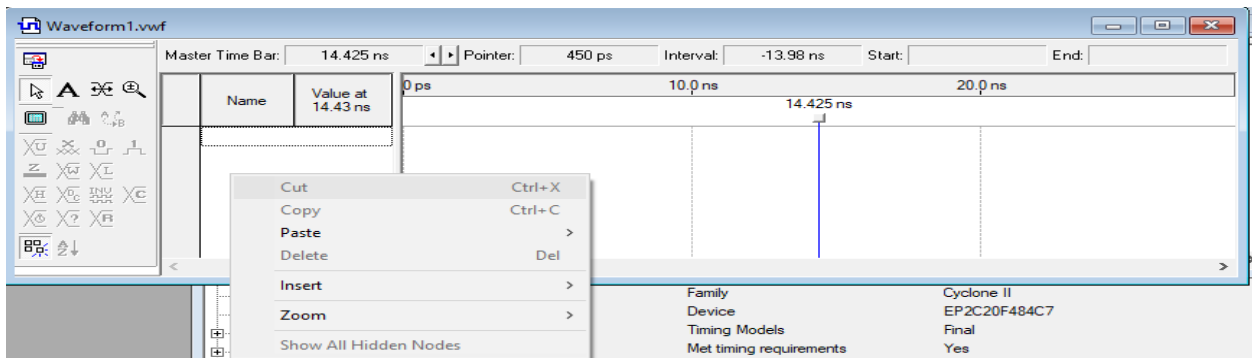 Waveform1.vwf
Master Time Bar: 14.425 ns Pointer: 450 ps Interval: -13.98 ns Start: End:
Name Value at 14.43 ns 0 ps 10.0 ns 20.0 ns
14.425 ns
Cut Ctrl+X
Copy Ctrl+C
Paste
Delete Del
Insert
Zoom
Show All Hidden Nodes
Family Cyclone II
Device EP2C20F484C7
Timing Models Final
Met timing requirements Yes